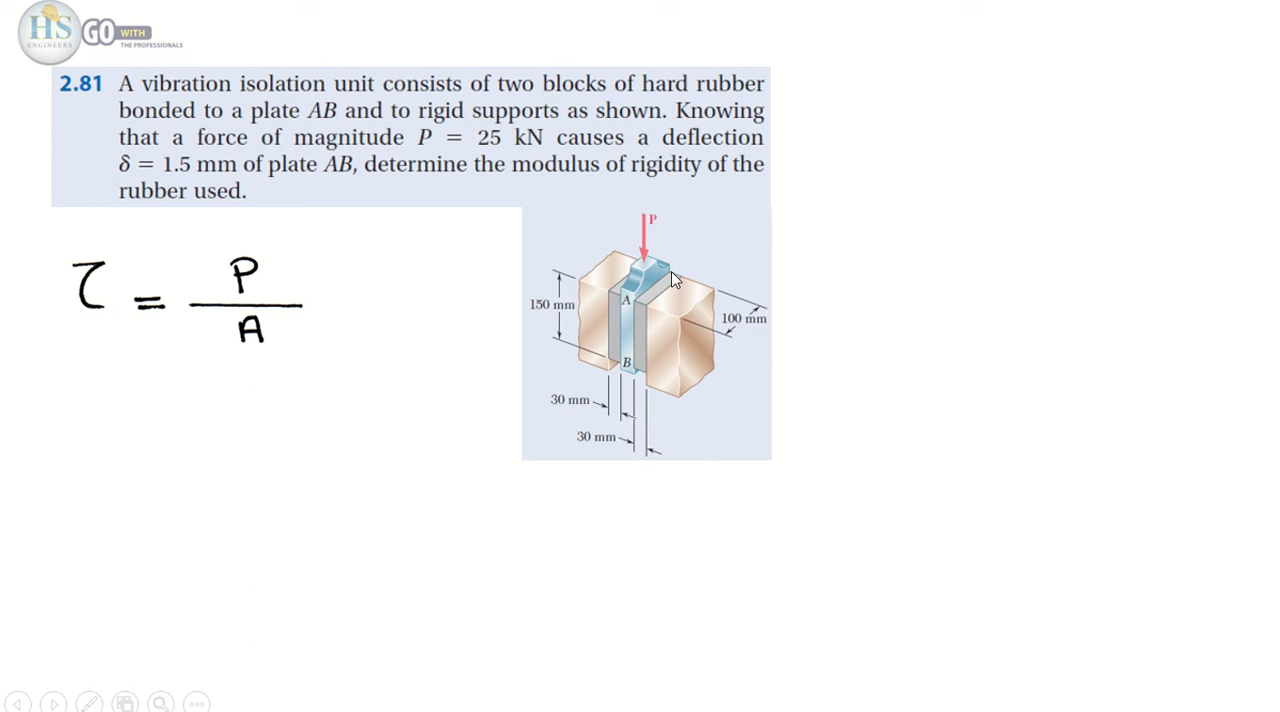 HS
ENGINEERS
GO WITH
THE PROFESSIONALS
2.81 A vibration isolation unit consists of two blocks of hard rubber
bonded to a plate AB and to rigid supports as shown. Knowing
that a force of magnitude P = 25 kN causes a deflection
δ = 1.5 mm of plate AB, determine the modulus of rigidity of the
rubber used.
τ = P
A
P
150 mm
A
100 mm
B
30 mm
30 mm